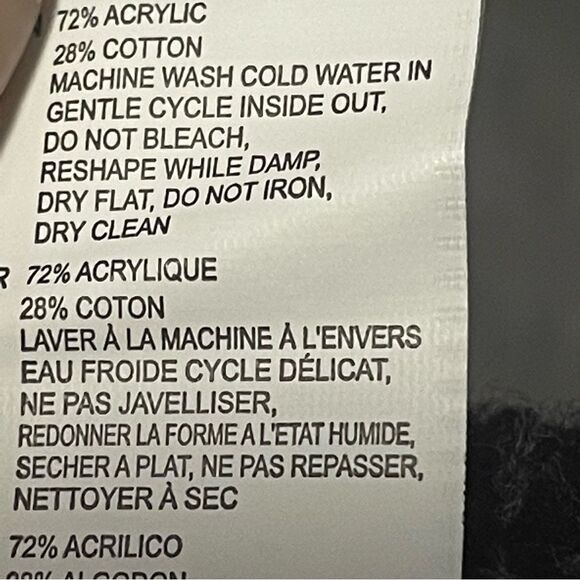 72% ACRYLIC
28% COTTON
MACHINE WASH COLD WATER IN
GENTLE CYCLE INSIDE OUT,
DO NOT BLEACH,
RESHAPE WHILE DAMP,
DRY FLAT, DO NOT IRON,
DRY CLEAN
R 72% ACRYLIQUE
28% COTON
LAVER À LA MACHINE À L'ENVERS
EAU FROIDE CYCLE DÉLICAT,
NE PAS JAVELLISER,
REDONNER LA FORME A L'ETAT HUMIDE,
SECHER A PLAT, NE PAS REPASSER,
NETTOYER À SEC
72% ACRILICO
28% ALGODON